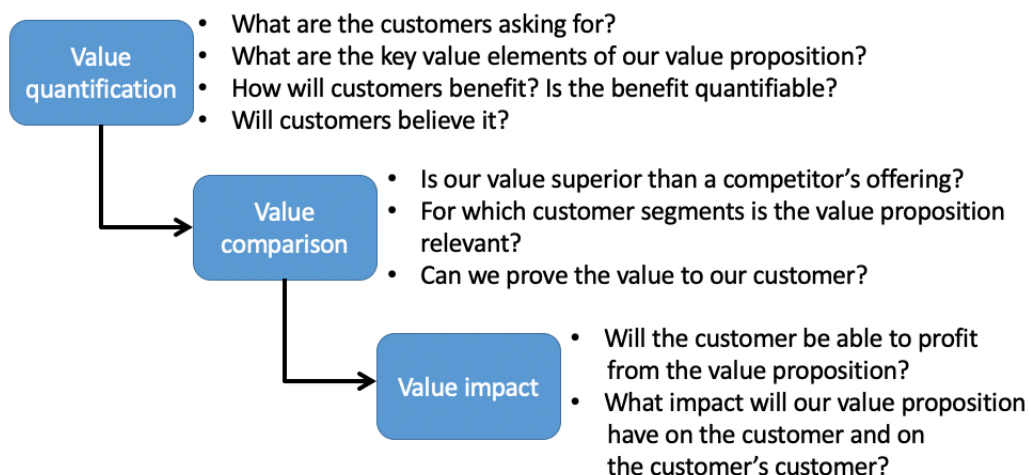 Value
quantification
• What are the customers asking for?
• What are the key value elements of our value proposition?
• How will customers benefit? Is the benefit quantifiable?
• Will customers believe it?
Value
comparison
• Is our value superior than a competitor's offering?
• For which customer segments is the value proposition
relevant?
• Can we prove the value to our customer?
Value impact
• Will the customer be able to profit
from the value proposition?
• What impact will our value proposition
have on the customer and on
the customer's customer?